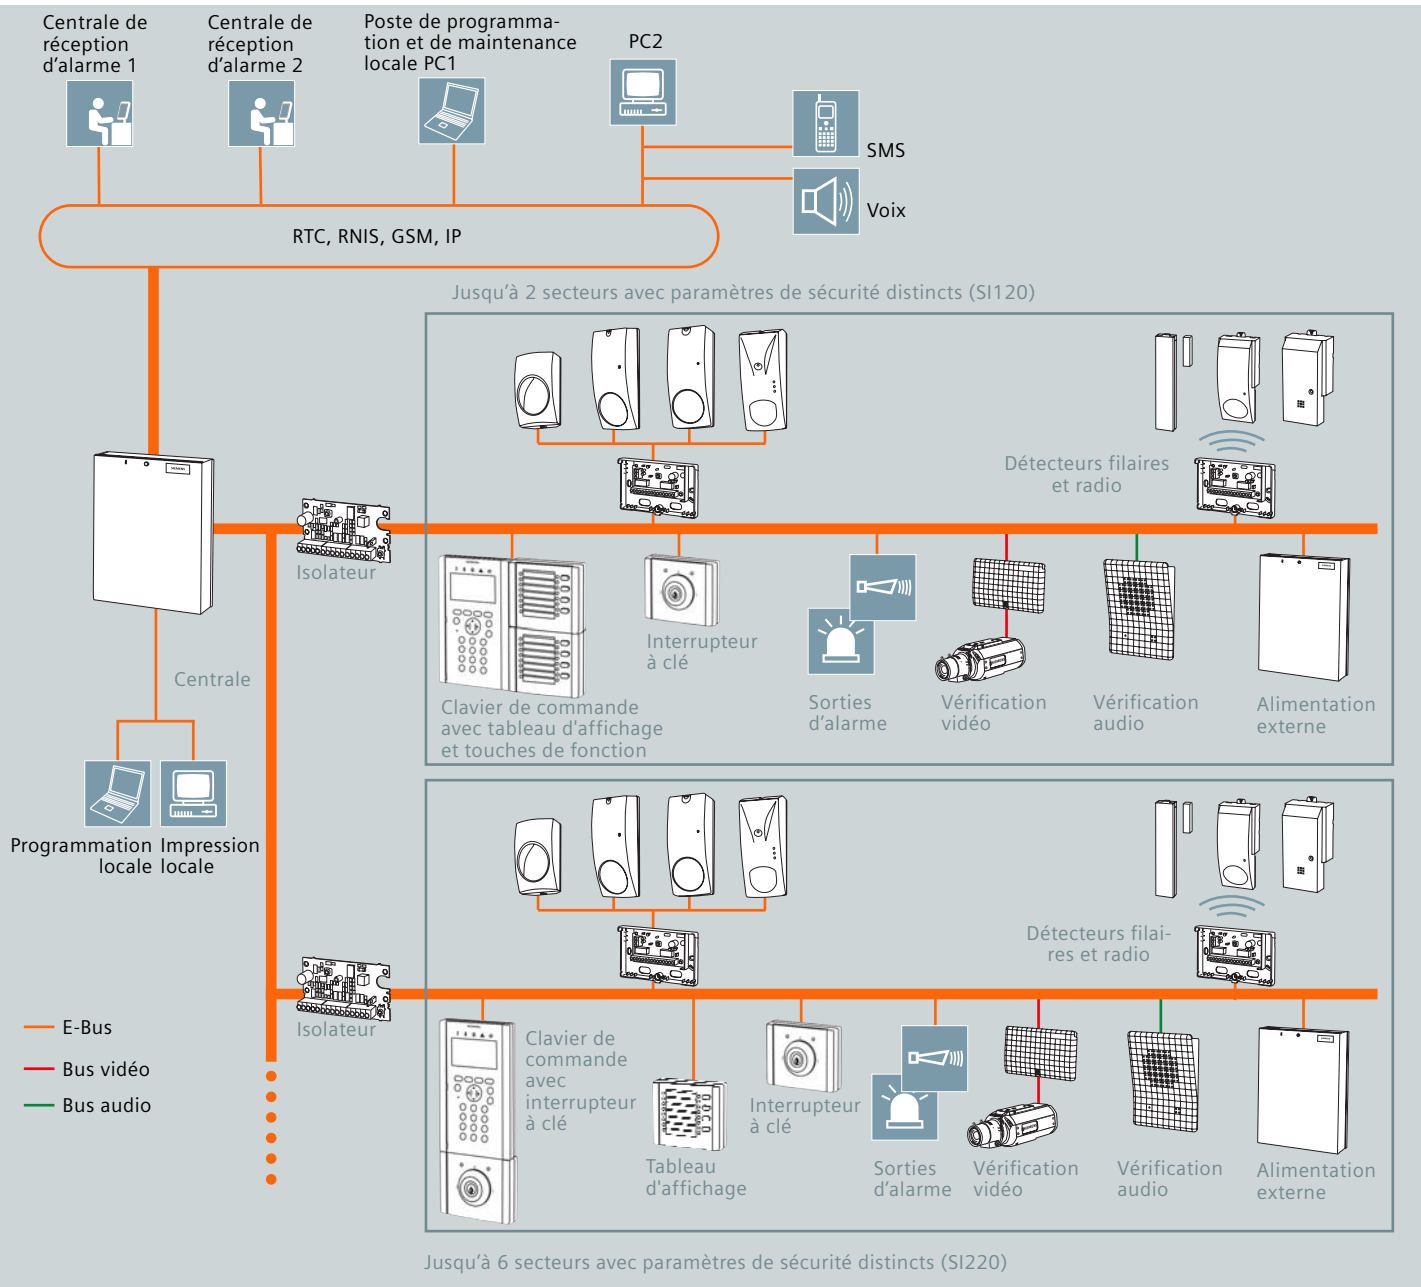 Centrale de
réception
d'alarme 1
Centrale de
réception
d'alarme 2
Poste de programma-
tion et de maintenance
locale PC1
PC2
SMS
Voix
RTC, RNIS, GSM, IP
Jusqu'à 2 secteurs avec paramètres de sécurité distincts (SI120)
SIEMENS
Détecteurs filaires
et radio
Isolateur
Interrupteur
à clé
Centrale
Clavier de commande
avec tableau d'affichage
et touches de fonction
Sorties
d'alarme
Vérification
vidéo
Vérification
audio
Alimentation
externe
Programmation
locale
Impression
locale
Détecteurs filai-
res et radio
Isolateur
E-Bus
Bus vidéo
Bus audio
Clavier de
commande
avec
interrupteur
à clé
Tableau
d'affichage
Interrupteur
à clé
Sorties
d'alarme
Vérification
vidéo
Vérification
audio
Alimentation
externe
Jusqu'à 6 secteurs avec paramètres de sécurité distincts (SI220)